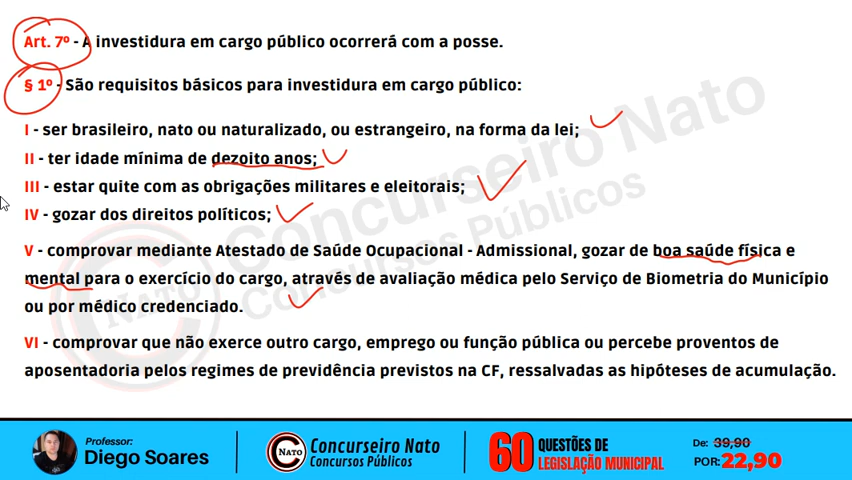 Art. 7º - A investidura em cargo público ocorrerá com a posse.
§ 1º - São requisitos básicos para investidura em cargo público:
I - ser brasileiro, nato ou naturalizado, ou estrangeiro, na forma da lei;
II - ter idade mínima de dezoito anos;
III - estar quite com as obrigações militares e eleitorais;
IV - gozar dos direitos políticos;
V - comprovar mediante Atestado de Saúde Ocupacional - Admissional, gozar de boa saúde física e
mental para o exercício do cargo, através de avaliação médica pelo Serviço de Biometria do Município
ou por médico credenciado.
VI - comprovar que não exerce outro cargo, emprego ou função pública ou percebe proventos de
aposentadoria pelos regimes de previdência previstos na CF, ressalvadas as hipóteses de acumulação.
Concurseiro Nato
Concursos Públicos
NATO
Professor:
Diego Soares
NATO
Concurseiro Nato
Concursos Públicos
60 QUESTÕES DE
LEGISLAÇÃO MUNICIPAL
De: 39,90
POR: 22,90